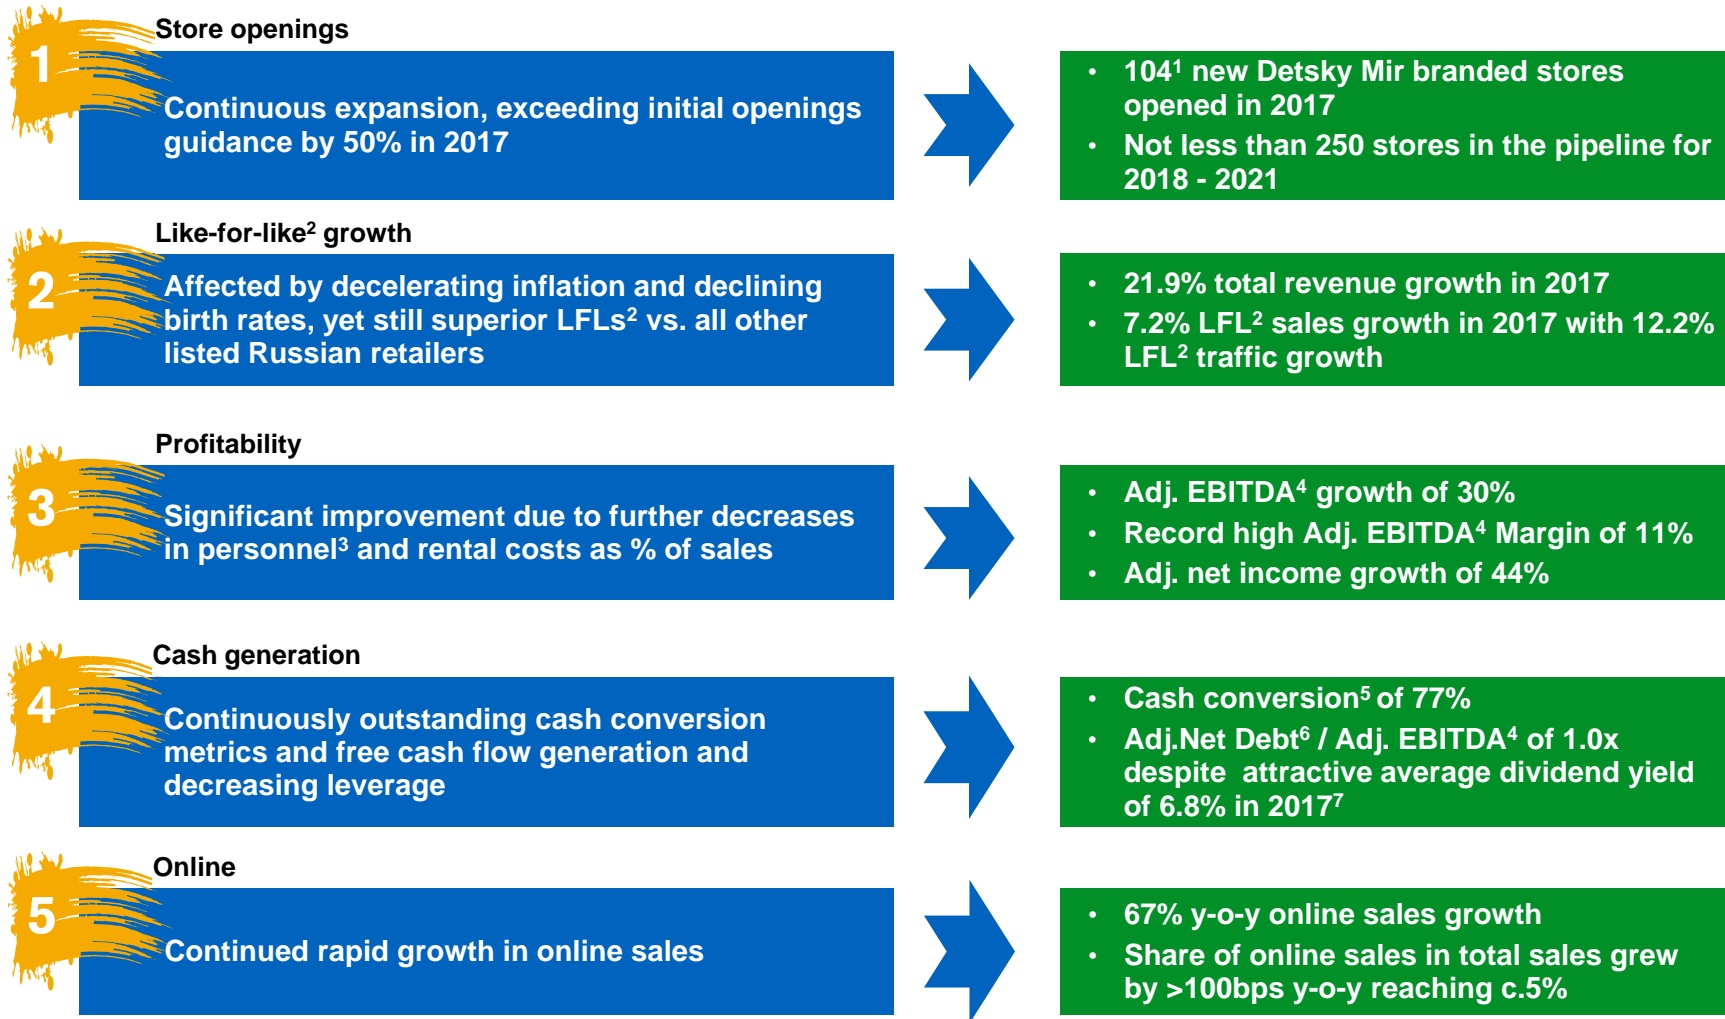 Store openings
1
Continuous expansion, exceeding initial openings
guidance by 50% in 2017
• 104¹ new Detsky Mir branded stores
opened in 2017
• Not less than 250 stores in the pipeline for
2018 - 2021
Like-for-like² growth
2
Affected by decelerating inflation and declining
birth rates, yet still superior LFLs² vs. all other
listed Russian retailers
• 21.9% total revenue growth in 2017
• 7.2% LFL² sales growth in 2017 with 12.2%
LFL² traffic growth
Profitability
3
Significant improvement due to further decreases
in personnel³ and rental costs as % of sales
• Adj. EBITDA⁴ growth of 30%
• Record high Adj. EBITDA⁴ Margin of 11%
• Adj. net income growth of 44%
Cash generation
4
Continuously outstanding cash conversion
metrics and free cash flow generation and
decreasing leverage
• Cash conversion⁵ of 77%
• Adj.Net Debt⁶ / Adj. EBITDA⁴ of 1.0x
despite attractive average dividend yield
of 6.8% in 2017⁷
Online
5
Continued rapid growth in online sales
• 67% y-o-y online sales growth
• Share of online sales in total sales grew
by >100bps y-o-y reaching c.5%